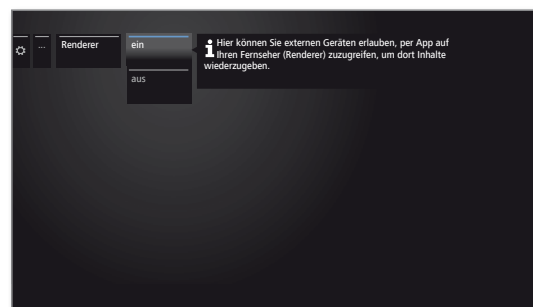 ... Renderer ein
Hier können Sie externen Geräten erlauben, per App auf
Ihren Fernseher (Renderer) zuzugreifen, um dort Inhalte
wiederzugeben.
aus